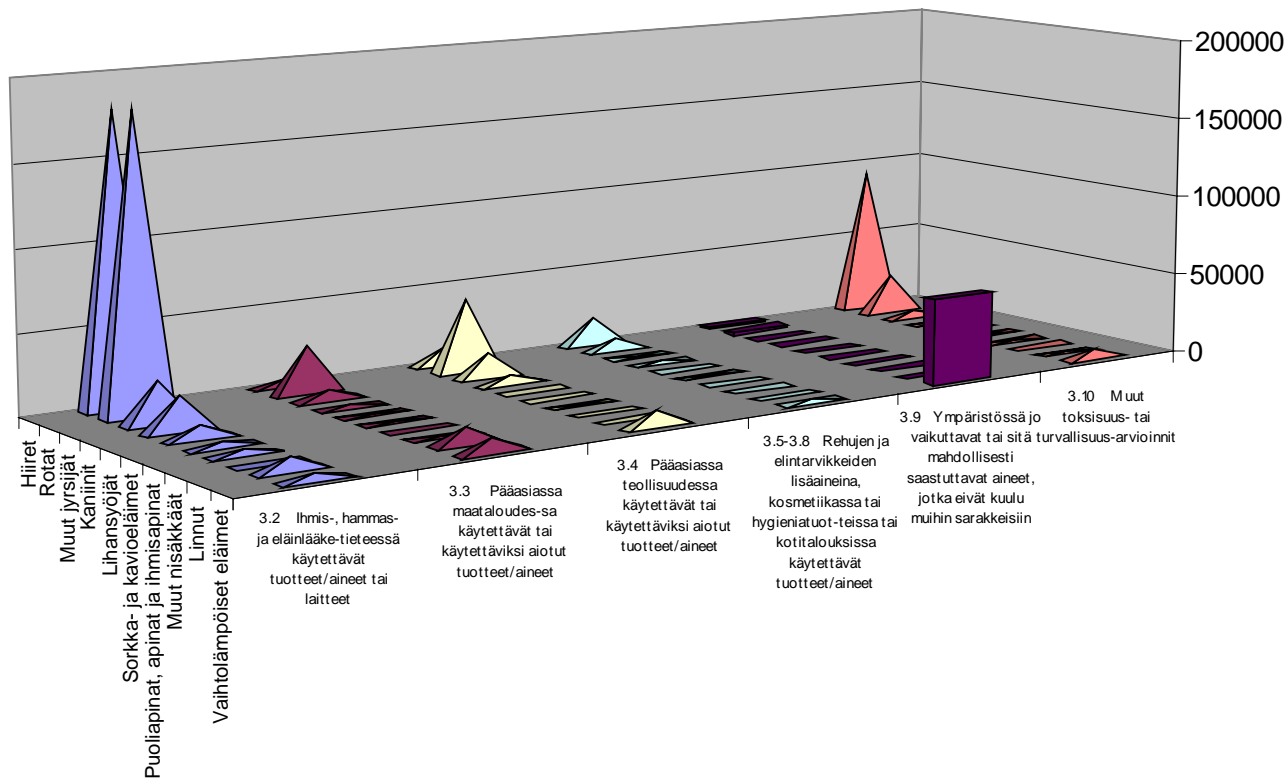 200000
150000
100000
50000
0
Hiiret
Rotat
Muut jyrsijät
Kaniinit
Lihansyöjät
Sorkka- ja kavioeläimet
Puoliapinat, apinat ja ihmisapinat
Muut nisäkkäät
Linnut
Vaihtolämpöiset eläimet
3.2 Ihmis-, hammas-
ja eläinlääke-tieteessä
käytettävät
tuotteet/aineet tai
laitteet
3.3 Pääasiassa
maataloudes-sa
käytettävät tai
käytettäviksi aiotut
tuotteet/aineet
3.4 Pääasiassa
teollisuudessa
käytettävät tai
käytettäviksi aiotut
tuotteet/aineet
3.5-3.8 Rehujen ja
elintarvikkeiden
lisäaineina,
kosmetiikassa tai
hygieniatuot-teissa tai
kotitalouksissa
käytettävät
tuotteet/aineet
3.9 Ympäristössä jo
vaikuttavat tai sitä
mahdollisesti
saastuttavat aineet,
jotka eivät kuulu
muihin sarakkeisiin
3.10 Muut
toksisuus- tai
turvallisuus-arvioinnit